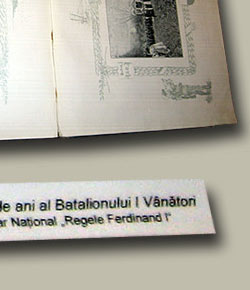 de ani al Batalionului I Vânători
ar Național „Regele Ferdinand I"